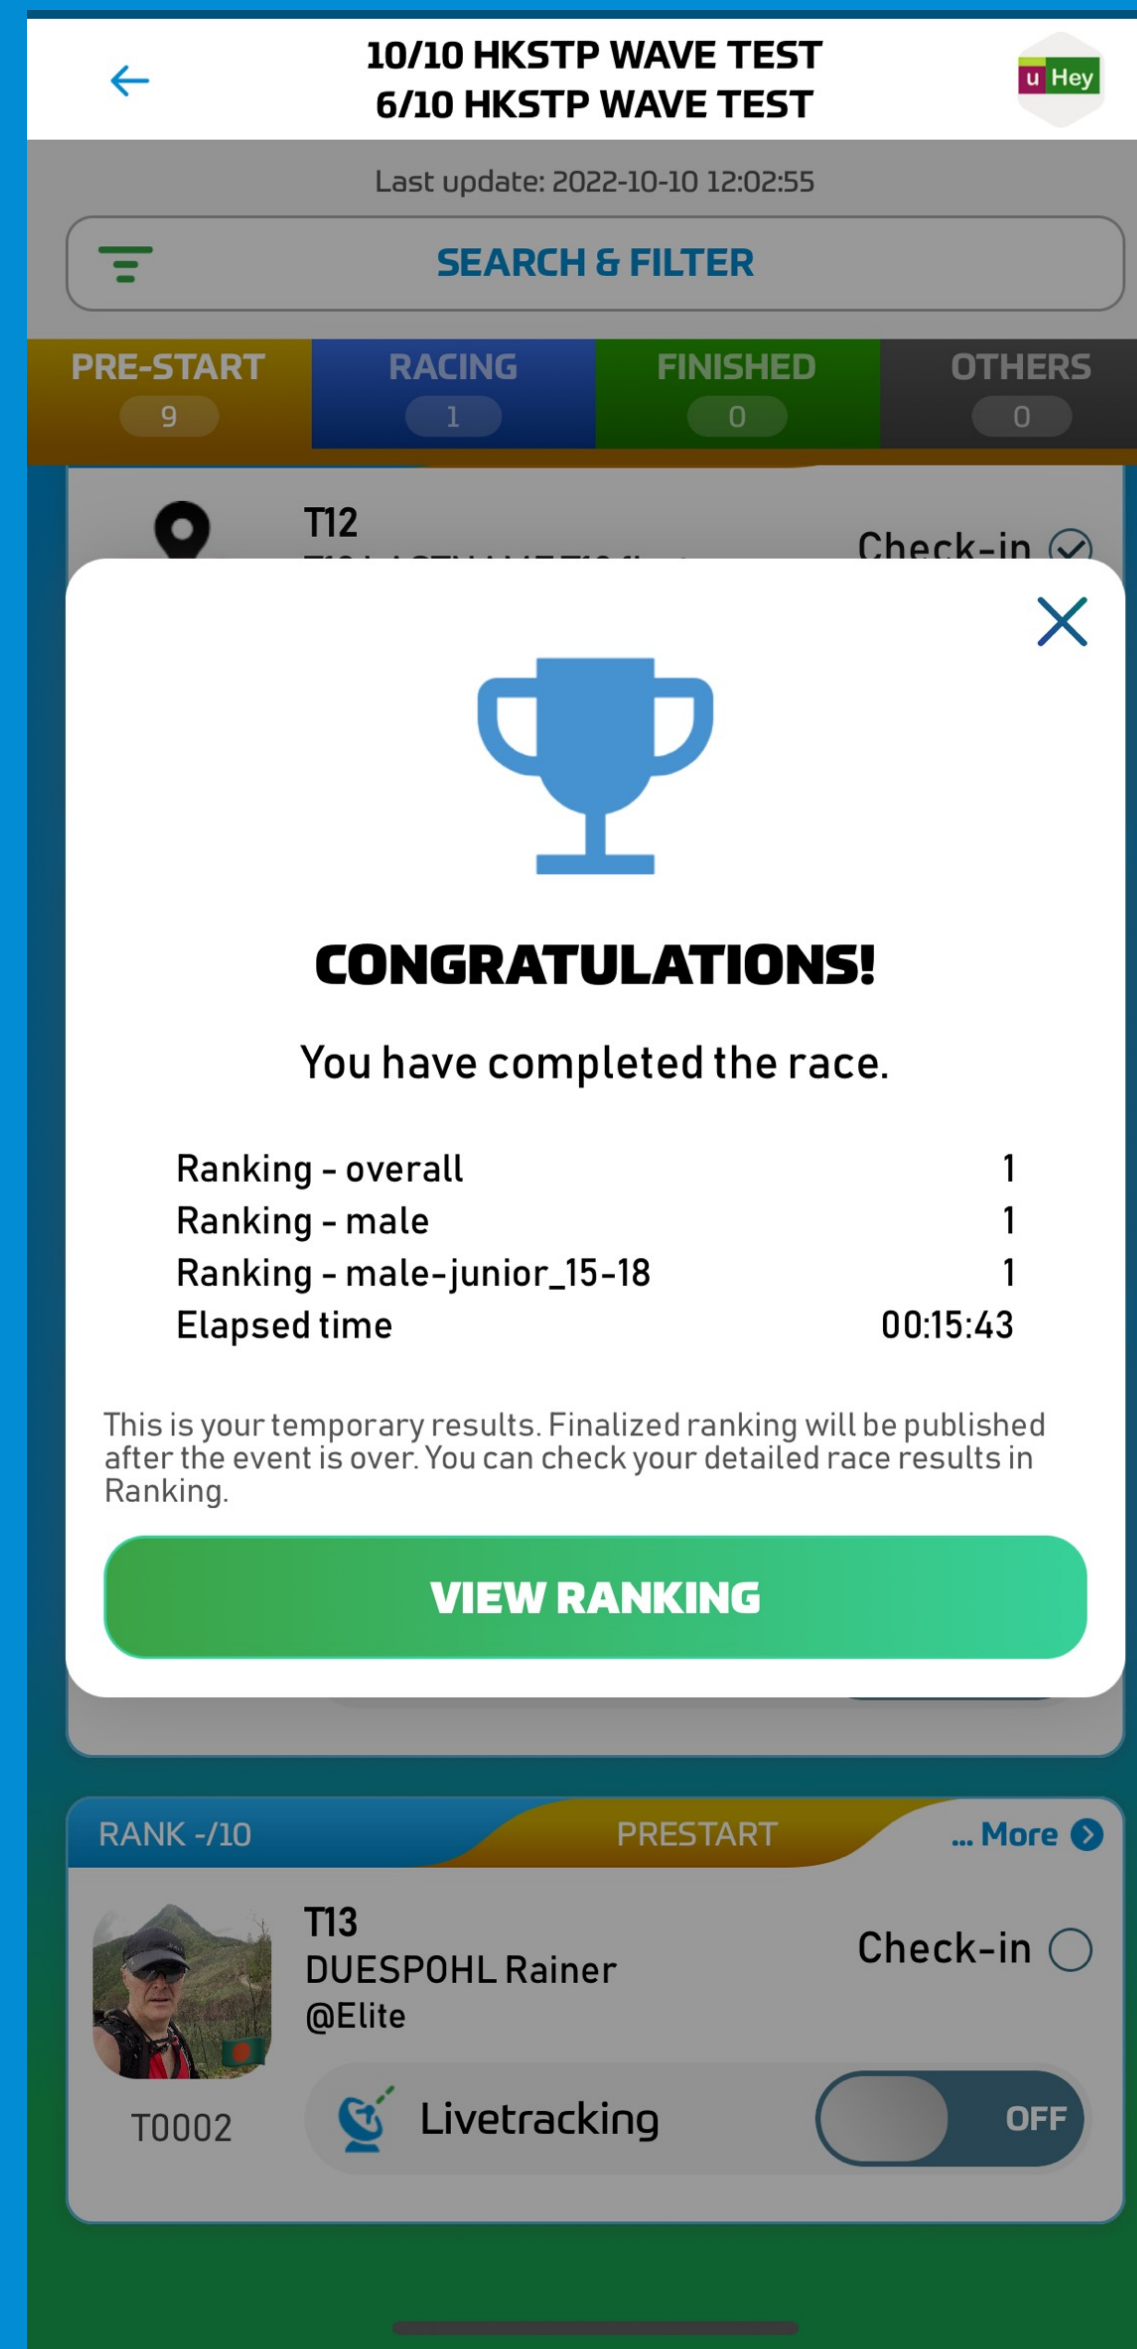 10/10 HKSTP WAVE TEST
6/10 HKSTP WAVE TEST
u Hey
Last update: 2022-10-10 12:02:55
SEARCH & FILTER
PRE-START RACING FINISHED OTHERS
9 1 0 0
T12
Check-in
CONGRATULATIONS!
You have completed the race.
Ranking - overall 1
Ranking - male 1
Ranking - male-junior_15-18 1
Elapsed time 00:15:43
This is your temporary results. Finalized ranking will be published
after the event is over. You can check your detailed race results in
Ranking.
VIEW RANKING
RANK -/10 PRESTART ... More
T13
DUESPOHL Rainer
@Elite
Check-in
T0002
Livetracking OFF